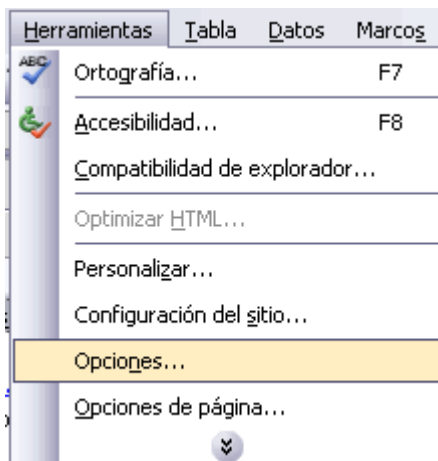 Herramientas Tabla Datos Marcos
ABC Ortografía... F7
Accesibilidad... F8
Compatibilidad de explorador...
Optimizar HTML...
Personalizar...
Configuración del sitio...
Opciones...
Opciones de página...